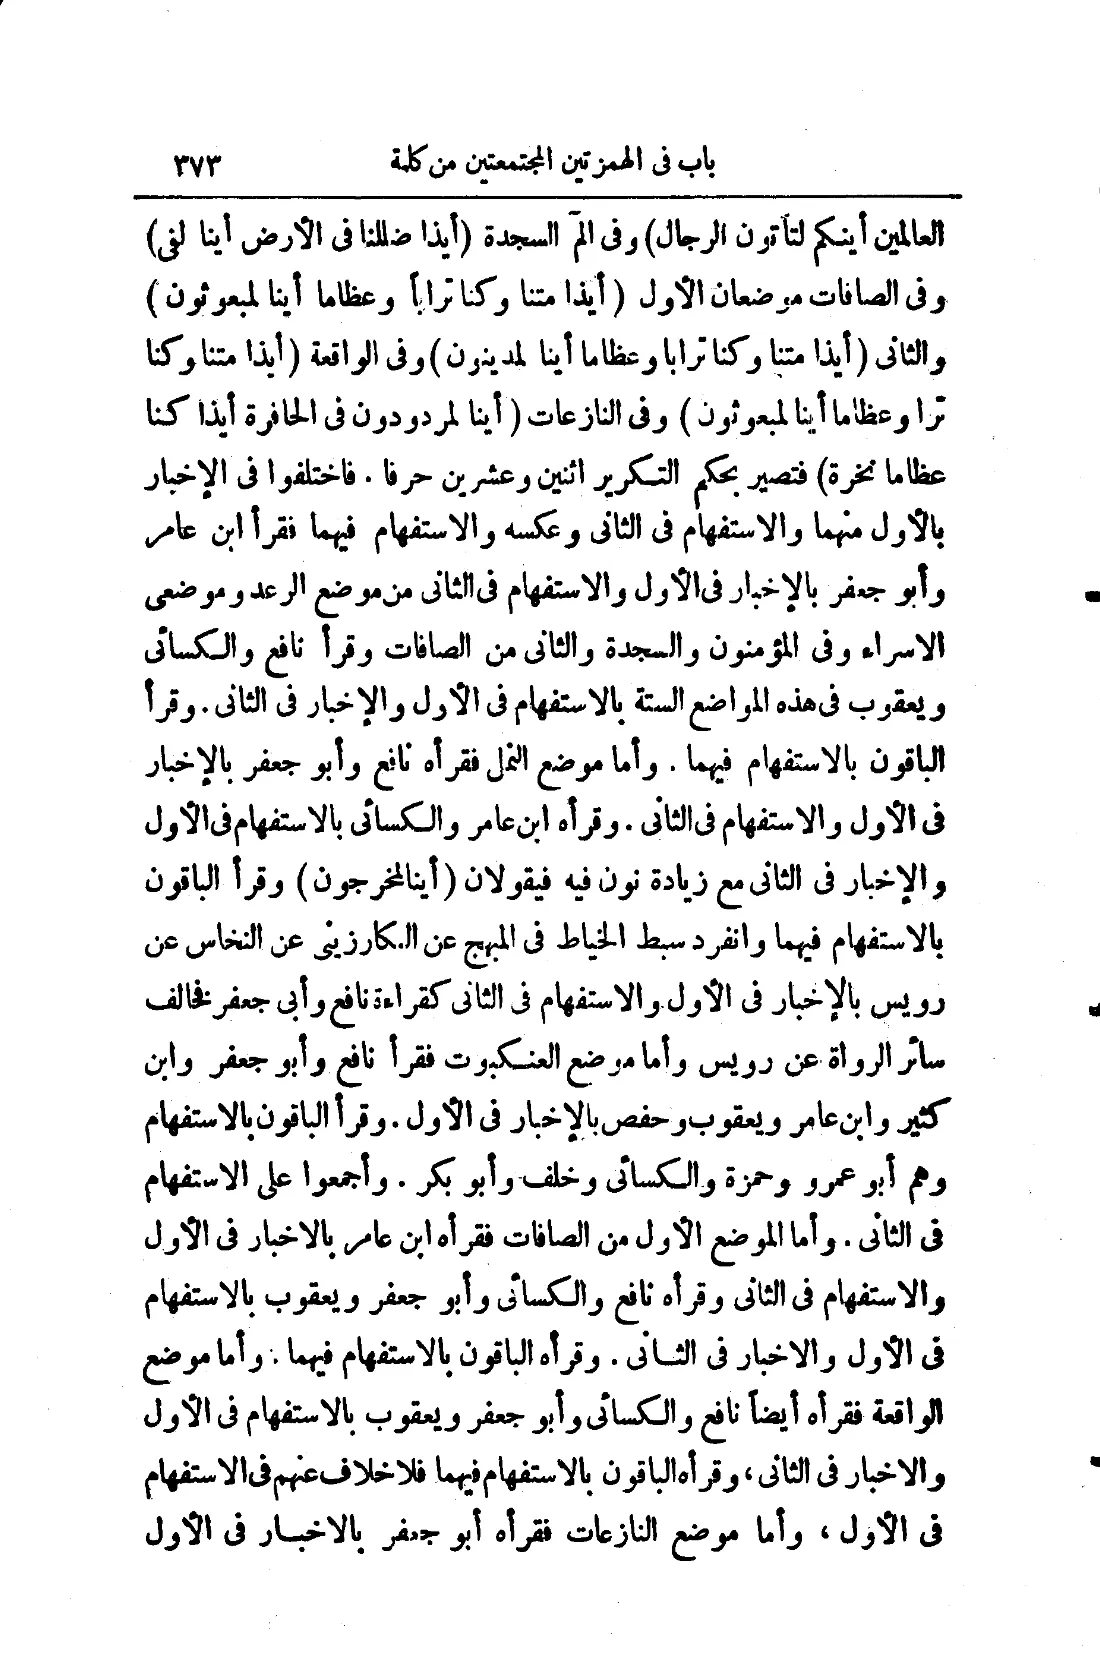 باب فى الهمزتين المجتمعتين من كلمة ٣٧٣
العالمين أينكم لتأتون الرجال) وفى الم السجدة (أيذا ضللنا فى الأرض أينا لفى)
وفى الصافات موضعان الأول (أيذا متنا وكنا تراباً وعظاما أينا لمبعوثون)
والثانى (أيذا متنا وكنا ترابا وعظاما أينا لمدينون) وفى الواقعة (أيذا متنا وكنا
ترا وعظاما أينا لمبعوثون) وفى النازعات (أينا لمردودون فى الحافرة أيذا كنا
عظاما نخرة) فتصير بحكم التكرير اثنين وعشرين حرفا . فاختلفوا فى الإخبار
بالأول منهما والاستفهام فى الثانى وعكسه والاستفهام فيهما فقرأ ابن عامر
وأبو جعفر بالإخبار فى الأول والاستفهام فى الثانى من موضع الرعد وموضعى
الاسراء وفى المؤمنون والسجدة والثانى من الصافات وقرأ نافع والكسائى
ويعقوب فى هذه المواضع الستة بالاستفهام فى الأول والإخبار فى الثانى . وقرأ
الباقون بالاستفهام فيهما . وأما موضع النمل فقرأه نافع وأبو جعفر بالإخبار
فى الأول والاستفهام فى الثانى . وقرأه ابن عامر والكسائى بالاستفهام فى الأول
والإخبار فى الثانى مع زيادة نون فيه فيقولان (أينا لمخرجون) وقرأ الباقون
بالاستفهام فيهما وانفرد سبط الخياط فى المبهج عن الكارزينى عن النخاس عن
رويس بالإخبار فى الأول والاستفهام فى الثانى كقراءة نافع وأبى جعفر فخالف
سائر الرواة عن رويس وأما موضع العنكبوت فقرأ نافع وأبو جعفر وابن
كثير وابن عامر ويعقوب وحفص بالإخبار فى الأول . وقرأ الباقون بالاستفهام
وهم أبو عمرو وحمزة والكسائى وخلف وأبو بكر . وأجمعوا على الاستفهام
فى الثانى . وأما الموضع الأول من الصافات فقرأه ابن عامر بالاخبار فى الأول
والاستفهام فى الثانى وقرأه نافع والكسائى وأبو جعفر ويعقوب بالاستفهام
فى الأول والاخبار فى الثانى . وقرأه الباقون بالاستفهام فيهما . وأما موضع
الواقعة فقرأه أيضاً نافع والكسائى وأبو جعفر ويعقوب بالاستفهام فى الأول
والاخبار فى الثانى، وقرأه الباقون بالاستفهام فيهما فلا خلاف عنهم فى الاستفهام
فى الأول ، وأما موضع النازعات فقرأه أبو جعفر بالاخبار فى الأول